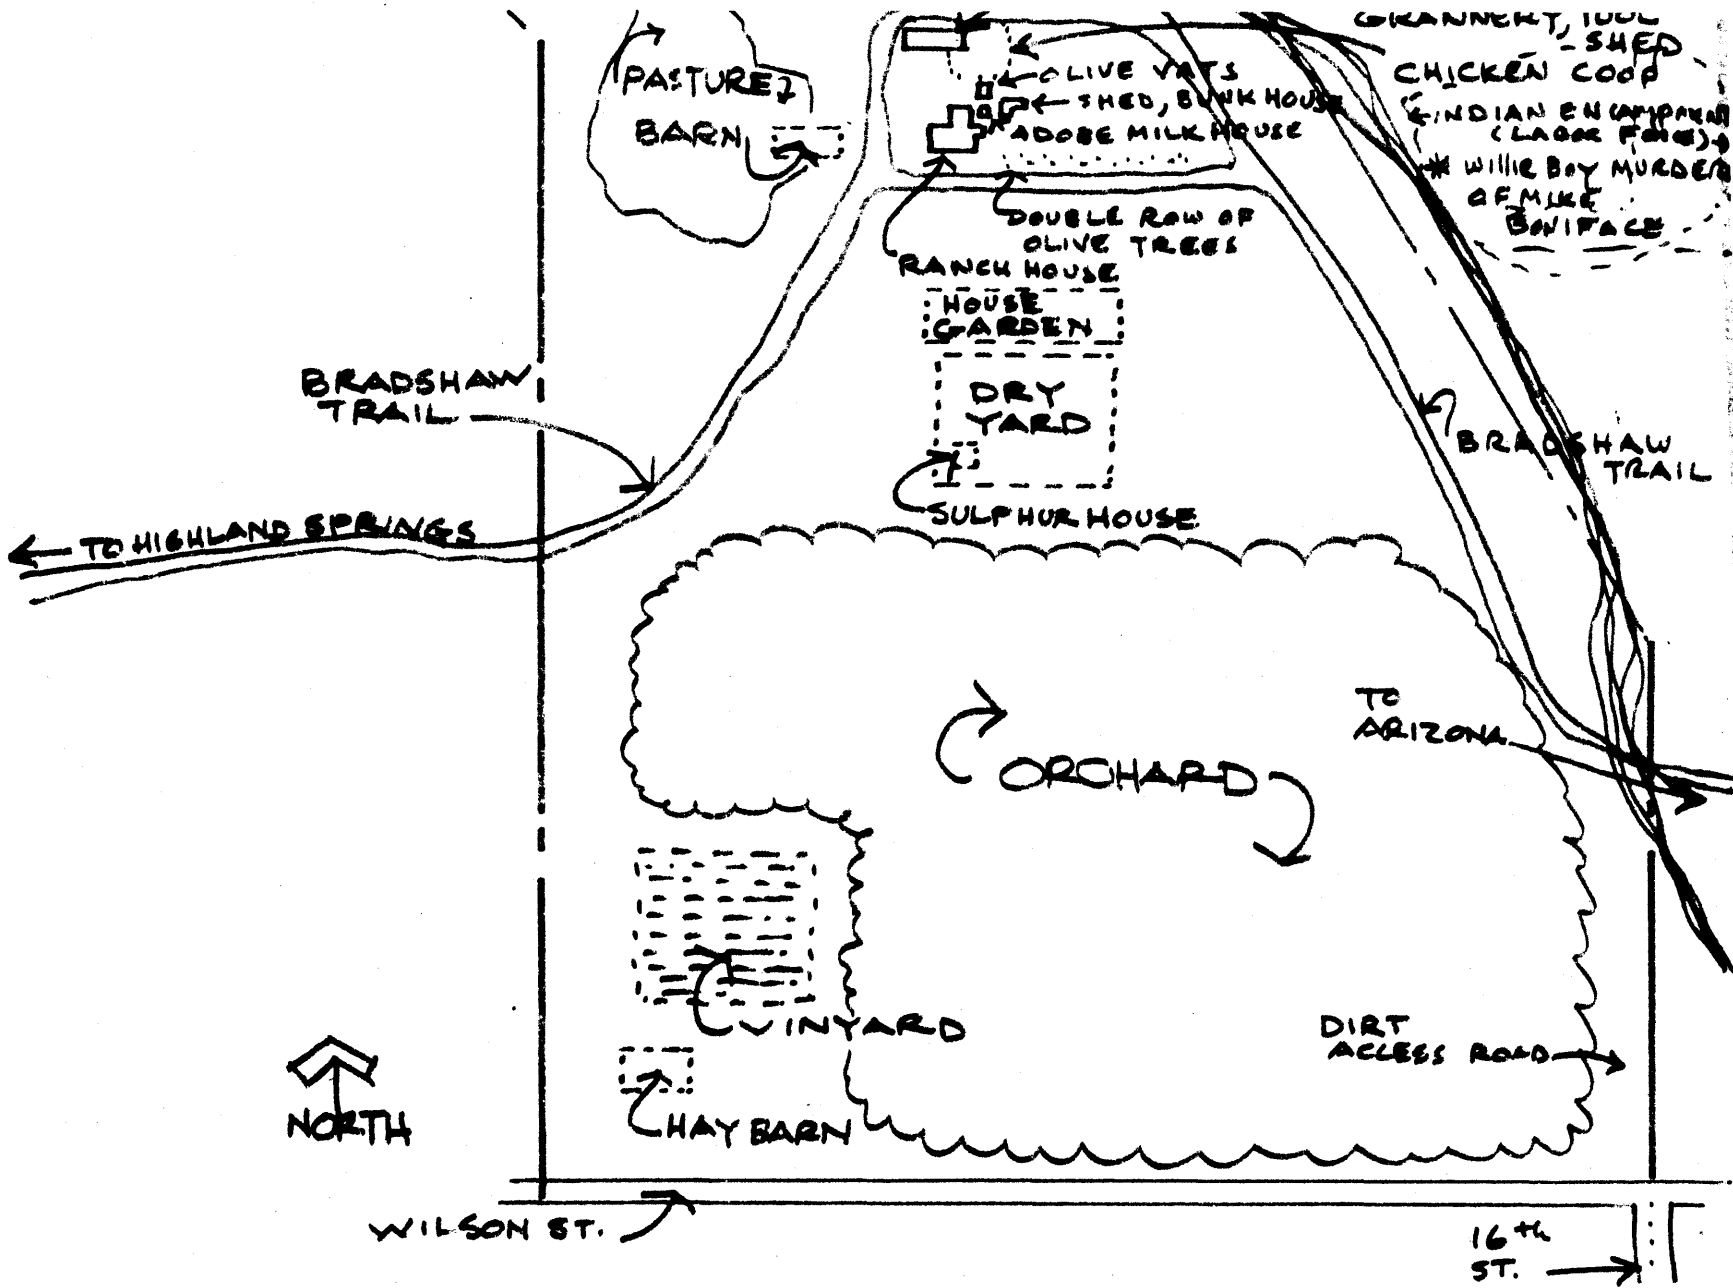 GRANNERY, TOOL
- SHED
CHICKEN COOP
INDIAN ENCAMPMENT
(LABOR FORCE)
* WILLIE BOY MURDER
OF MIKE
BONIFACE
PASTURE
BARN
OLIVE VATS
SHED, BUNK HOUSE
ADOBE MILK HOUSE
DOUBLE ROW OF
OLIVE TREES
RANCH HOUSE
HOUSE
GARDEN
DRY
YARD
SULPHUR HOUSE
BRADSHAW
TRAIL
BRADSHAW
TRAIL
TO HIGHLAND SPRINGS
TO
ARIZONA
ORCHARD
VINYARD
HAY BARN
DIRT
ACCESS ROAD
NORTH
WILSON ST.
16th
ST.